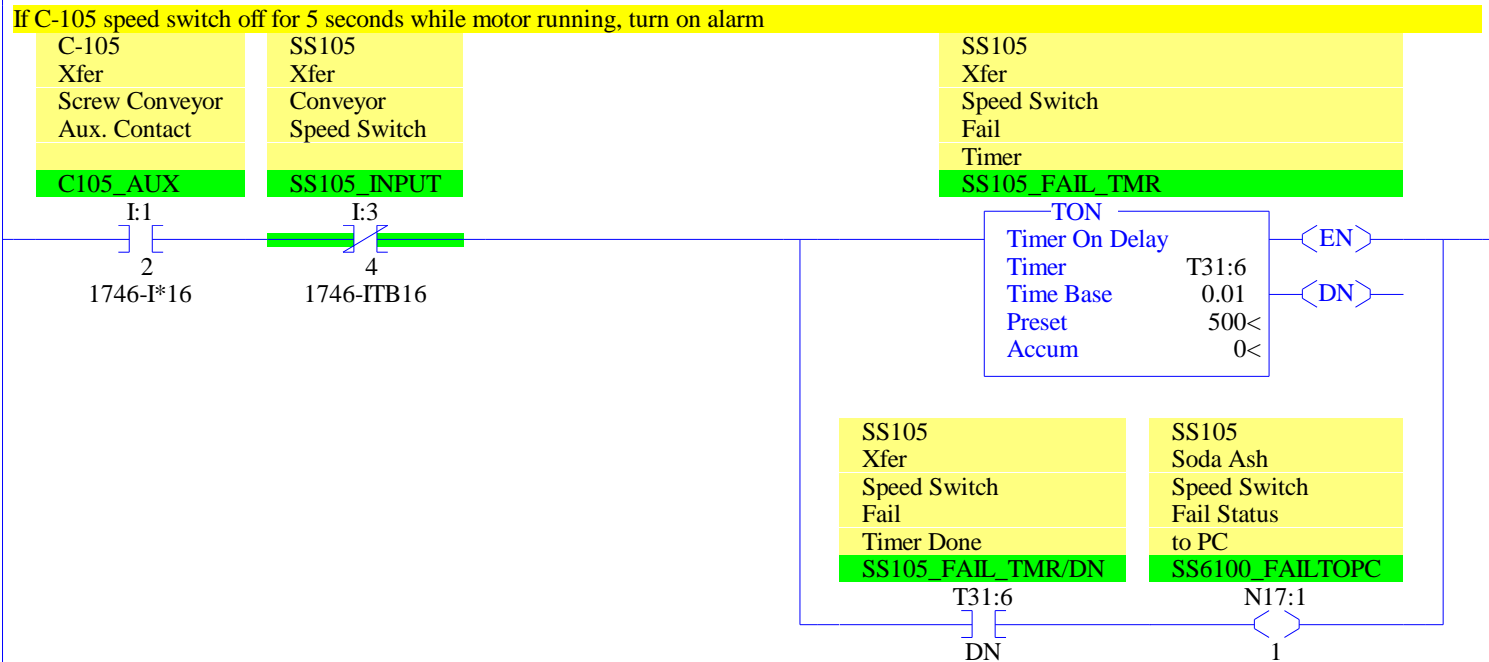 If C-105 speed switch off for 5 seconds while motor running, turn on alarm
C-105
Xfer
Screw Conveyor
Aux. Contact
C105_AUX
I:1
2
1746-I*16
SS105
Xfer
Conveyor
Speed Switch
SS105_INPUT
I:3
4
1746-ITB16
SS105
Xfer
Speed Switch
Fail
Timer
SS105_FAIL_TMR
TON
Timer On Delay
Timer T31:6
Time Base 0.01
Preset 500<
Accum 0<
EN
DN
SS105
Xfer
Speed Switch
Fail
Timer Done
SS105_FAIL_TMR/DN
T31:6
DN
SS105
Soda Ash
Speed Switch
Fail Status
to PC
SS6100_FAILTOPC
N17:1
1